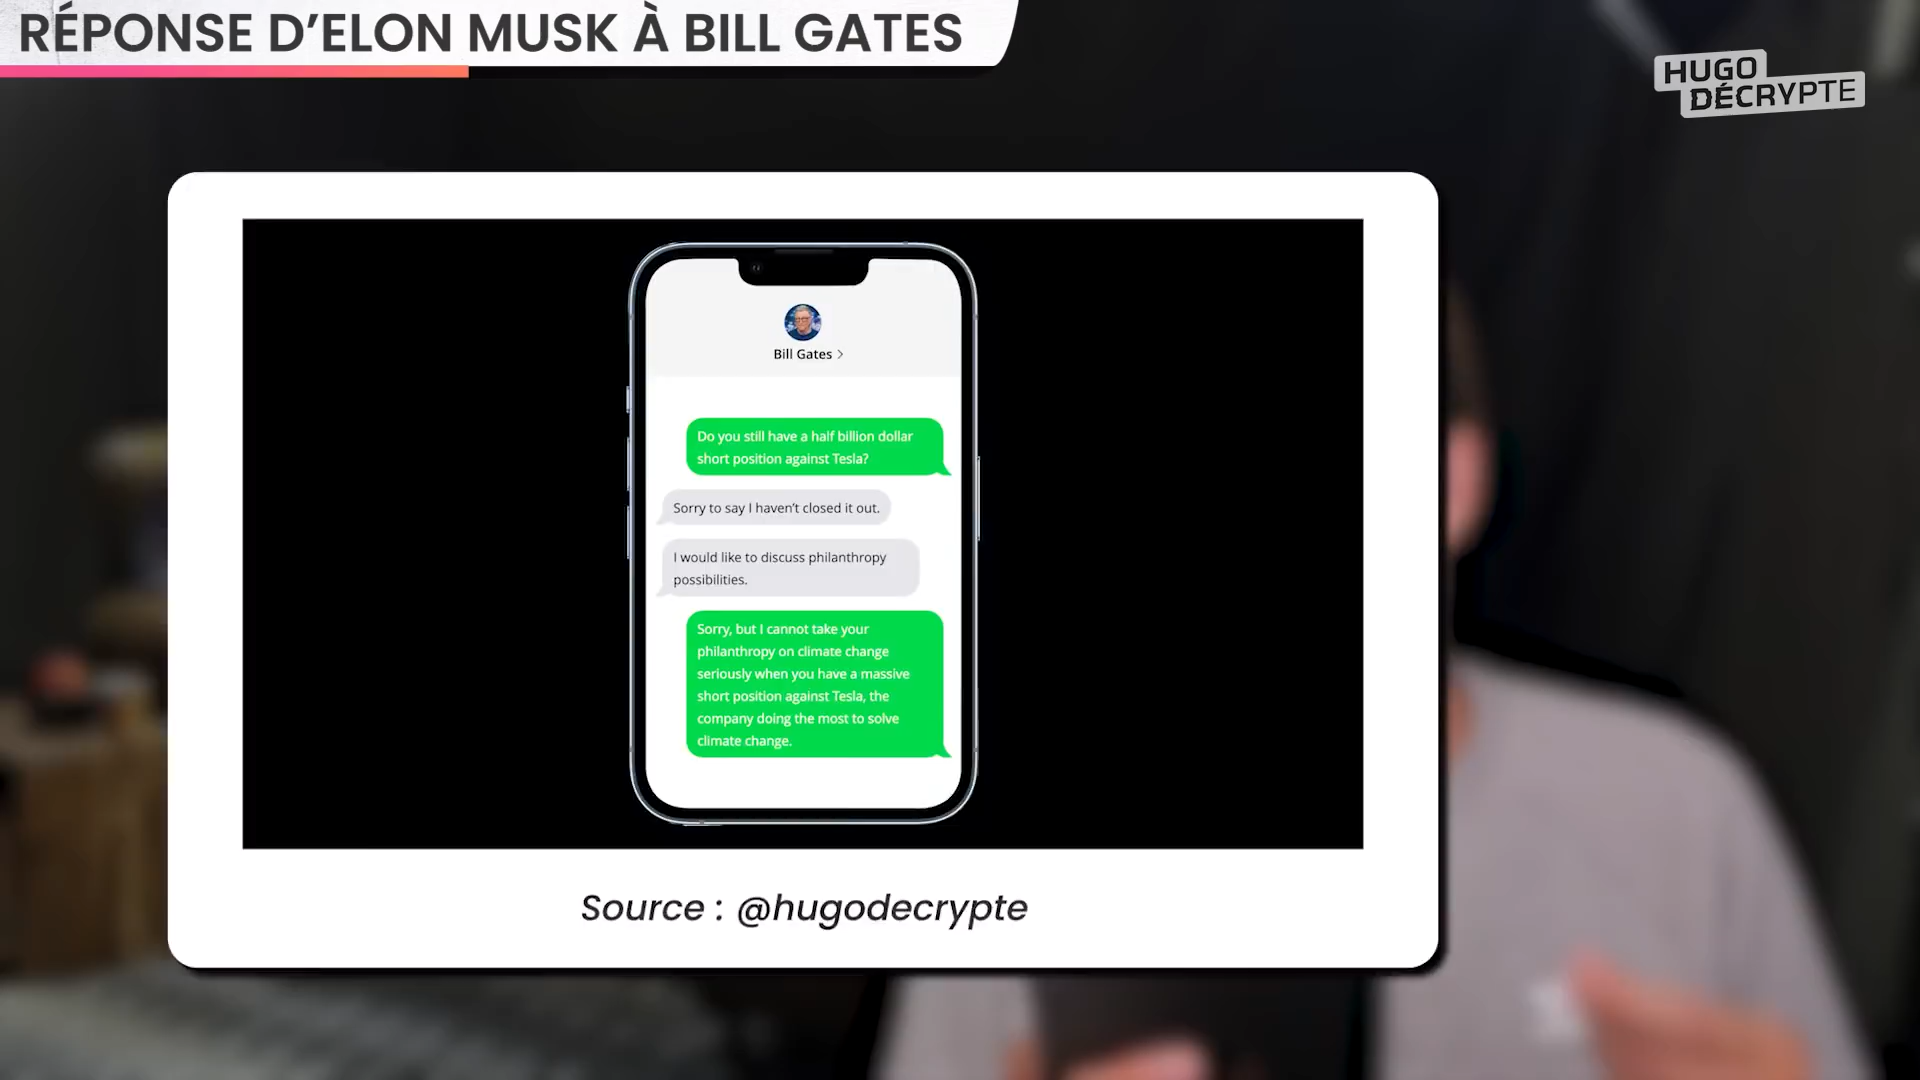 RÉPONSE D’ELON MUSK À BILL GATES
HUGO
DÉCRYPTE
Bill Gates >
Do you still have a half billion dollar
short position against Tesla?
Sorry to say I haven’t closed it out.
I would like to discuss philanthropy
possibilities.
Sorry, but I cannot take your
philanthropy on climate change
seriously when you have a massive
short position against Tesla, the
company doing the most to solve
climate change.
Source : @hugodecrypte